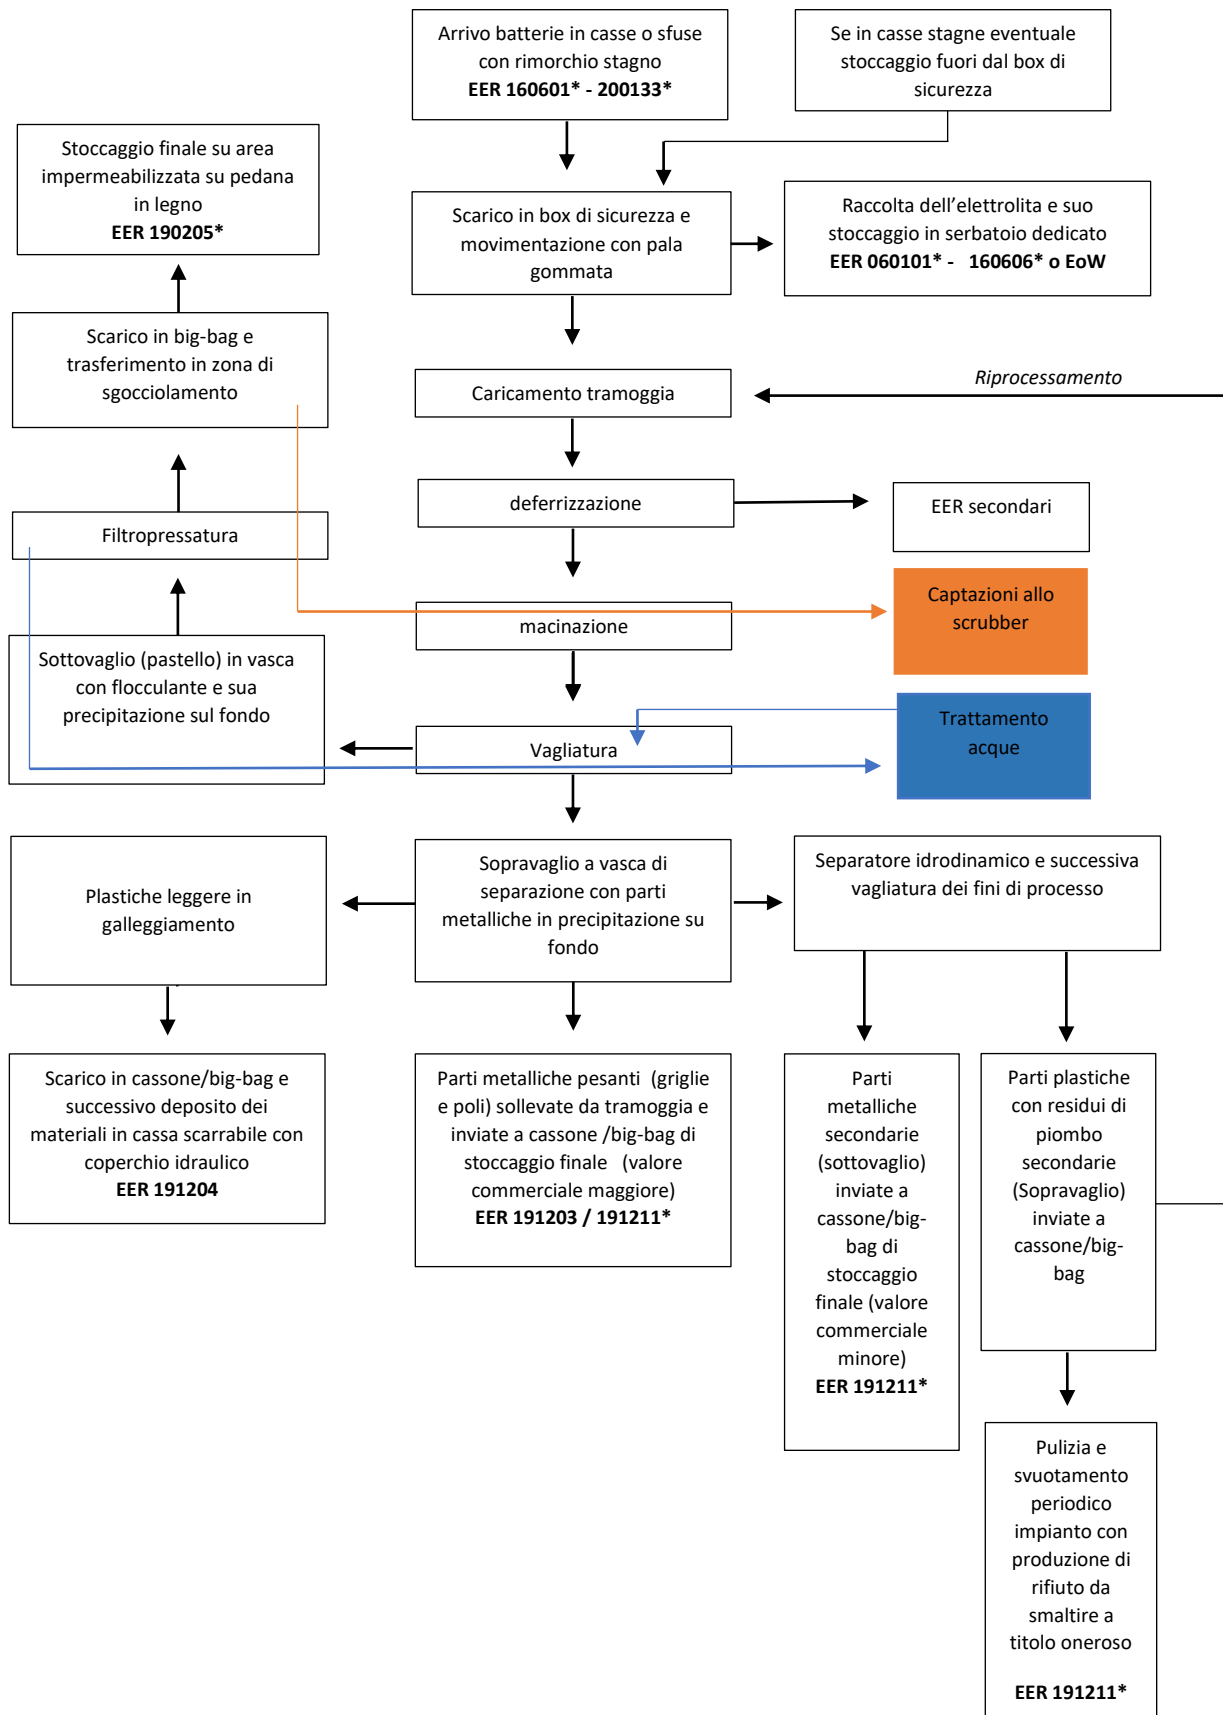 Arrivo batterie in casse o sfuse
con rimorchio stagno
EER 160601* - 200133*
Se in casse stagne eventuale
stoccaggio fuori dal box di
sicurezza
Stoccaggio finale su area
impermeabilizzata su pedana
in legno
EER 190205*
Scarico in box di sicurezza e
movimentazione con pala
gommata
Raccolta dell’elettrolita e suo
stoccaggio in serbatoio dedicato
EER 060101* - 160606* o EoW
Scarico in big-bag e
trasferimento in zona di
sgocciolamento
Caricamento tramoggia
Riprocessamento
deferrizzazione
EER secondari
Filtropressatura
macinazione
Captazioni allo
scrubber
Sottovaglio (pastello) in vasca
con flocculante e sua
precipitazione sul fondo
Vagliatura
Trattamento
acque
Plastiche leggere in
galleggiamento
Sopravaglio a vasca di
separazione con parti
metalliche in precipitazione su
fondo
Separatore idrodinamico e successiva
vagliatura dei fini di processo
Scarico in cassone/big-bag e
successivo deposito dei
materiali in cassa scarrabile con
coperchio idraulico
EER 191204
Parti metalliche pesanti (griglie
e poli) sollevate da tramoggia e
inviate a cassone /big-bag di
stoccaggio finale (valore
commerciale maggiore)
EER 191203 / 191211*
Parti
metalliche
secondarie
(sottovaglio)
inviate a
cassone/big-
bag di
stoccaggio
finale (valore
commerciale
minore)
EER 191211*
Parti plastiche
con residui di
piombo
secondarie
(Sopravaglio)
inviate a
cassone/big-
bag
Pulizia e
svuotamento
periodico
impianto con
produzione di
rifiuto da
smaltire a
titolo oneroso
EER 191211*